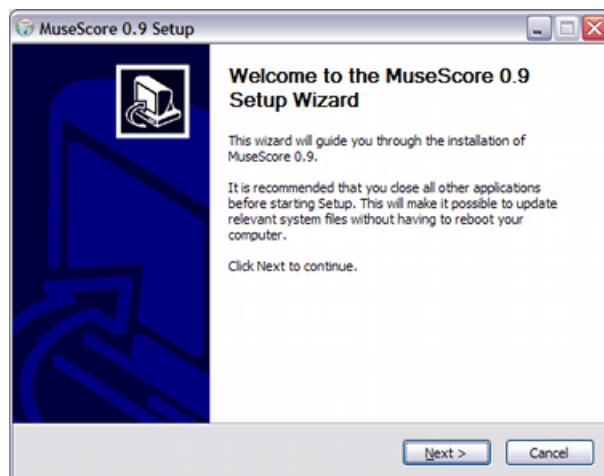 MuseScore 0.9 Setup
Welcome to the MuseScore 0.9
Setup Wizard
This wizard will guide you through the installation of
MuseScore 0.9.
It is recommended that you close all other applications
before starting Setup. This will make it possible to update
relevant system files without having to reboot your
computer.
Click Next to continue.
Next >
Cancel